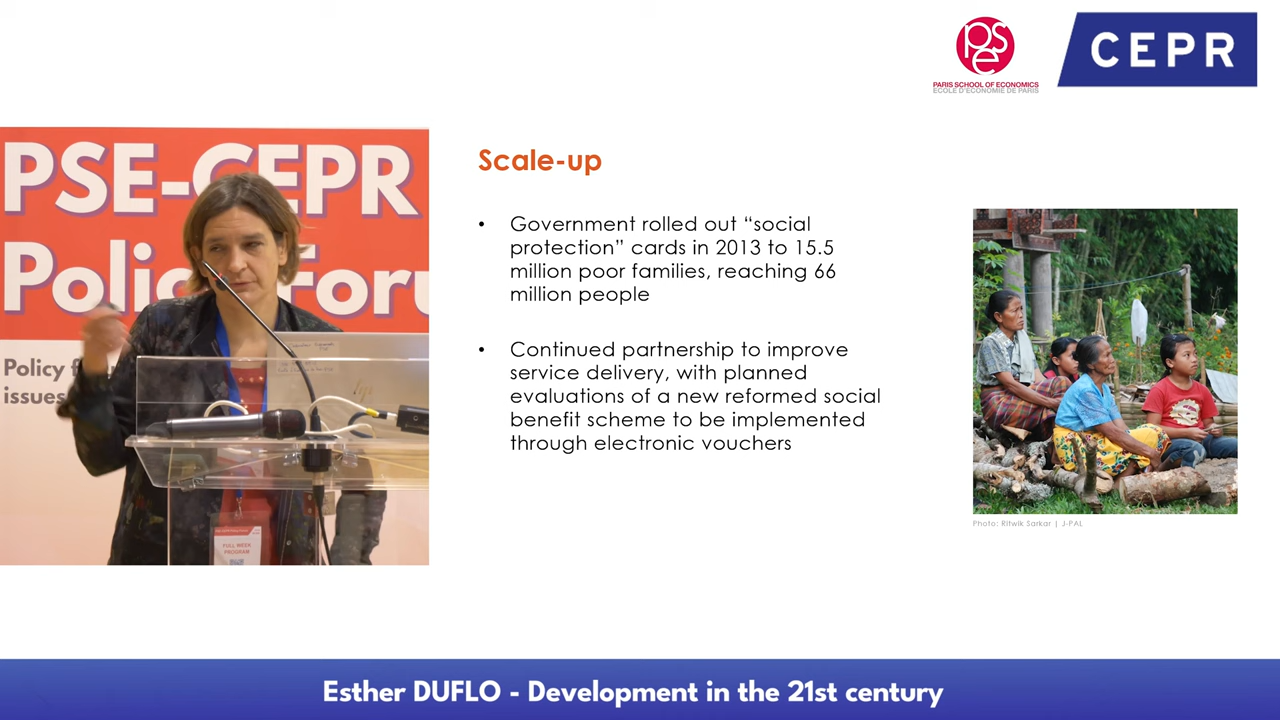 pse
PARIS SCHOOL OF ECONOMICS
ECOLE D'ECONOMIE DE PARIS
CEPR
PSE-CEPR
Policy Foru
Policy f
issues
FULL WEEK
PROGRAM
Scale-up
• Government rolled out “social
protection” cards in 2013 to 15.5
million poor families, reaching 66
million people
• Continued partnership to improve
service delivery, with planned
evaluations of a new reformed social
benefit scheme to be implemented
through electronic vouchers
Photo: Ritwik Sarkar | J-PAL
Esther DUFLO - Development in the 21st century